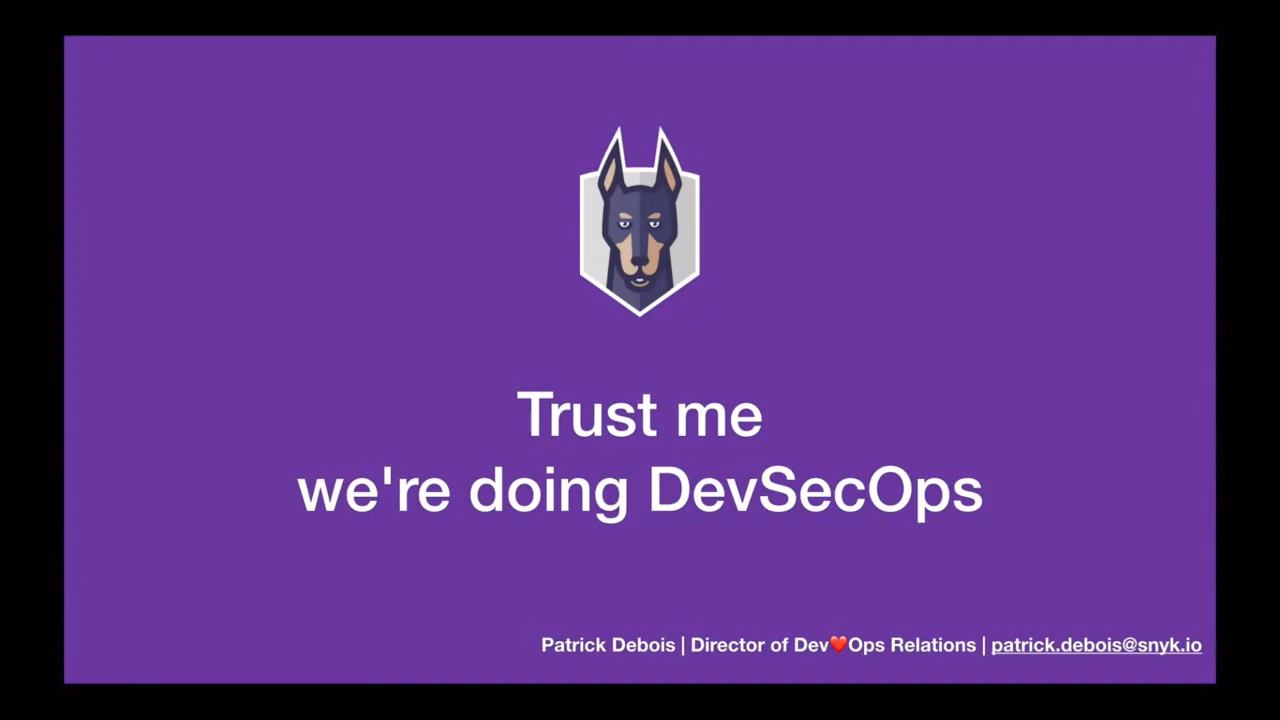 Trust me
we're doing DevSecOps
Patrick Debois | Director of Dev❤️Ops Relations | patrick.debois@snyk.io